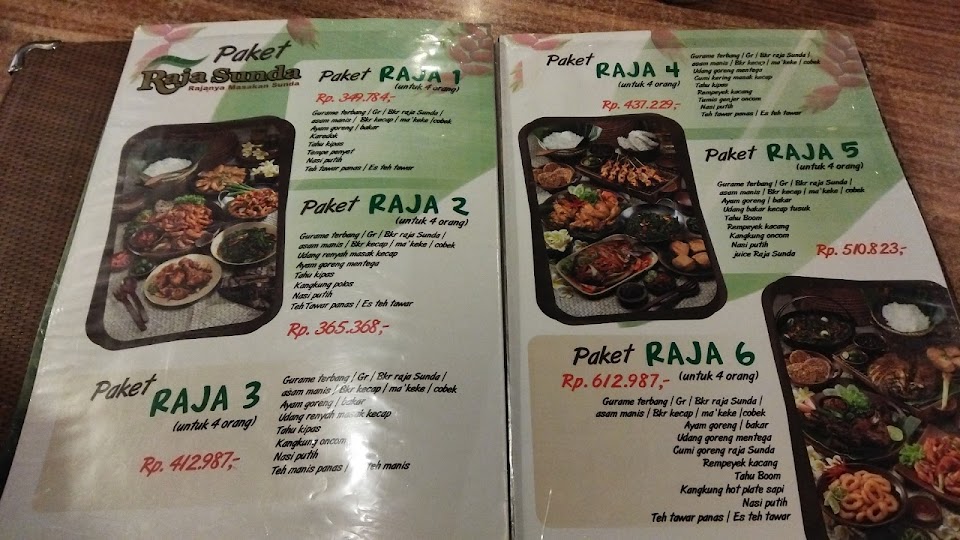 Paket
Raja Sunda
Rajanya Masakan Sunda
Paket RAJA 1
(untuk 4 orang)
Rp. 349.784,-
Gurame terbang | Gr | Bkr raja Sunda |
asam manis | Bkr kecap | ma'keke |cobek
Ayam goreng | bakar
Karedok
Tahu kipas
Tempe penyet
Nasi putih
Teh tawar panas | Es teh tawar
Paket RAJA 2
(untuk 4 orang)
Gurame terbang | Gr | Bkr raja Sunda |
asam manis | Bkr kecap | ma'keke | cobek
Udang renyah masak kecap
Ayam goreng mentega
Tahu kipas
Kangkung polos
Nasi putih
Teh Tawar panas | Es teh tawar
Rp. 365.368,-
Paket RAJA 3
(untuk 4 orang)
Rp. 412.987,-
Gurame terbang | Gr | Bkr raja Sunda |
asam manis | Bkr kecap | ma'keke | cobek
Ayam goreng | bakar
Udang renyah masak kecap
Tahu kipas
Kangkung oncom
Nasi putih
Teh manis panas | teh manis
Paket RAJA 4
(untuk 4 orang)
Rp. 437.229,-
Gurame terbang | Gr | Bkr raja Sunda |
asam manis | Bkr kecap | ma'keke |cobek
Udang goreng mentega
Cumi kering masak kecap
Tahu kipas
Rempeyek kacang
Tumis genjer oncom
Nasi putih
Teh tawar panas | Es teh tawar
Paket RAJA 5
(untuk 4 orang)
Gurame terbang | Gr | Bkr raja Sunda |
asam manis | Bkr kecap | ma'keke |cobek
Ayam goreng | bakar
Udang bakar kecap tusuk
Tahu Boom
Rempeyek kacang
Kangkung oncom
Nasi putih
juice Raja Sunda
Rp. 510.823,-
Paket RAJA 6
(untuk 4 orang)
Rp. 612.987,-
Gurame terbang | Gr | Bkr raja Sunda |
asam manis | Bkr kecap | ma'keke |cobek
Ayam goreng | bakar
Udang goreng mentega
Cumi goreng raja Sunda
Rempeyek kacang
Tahu Boom
Kangkung hot plate sapi
Nasi putih
Teh tawar panas | Es teh tawar